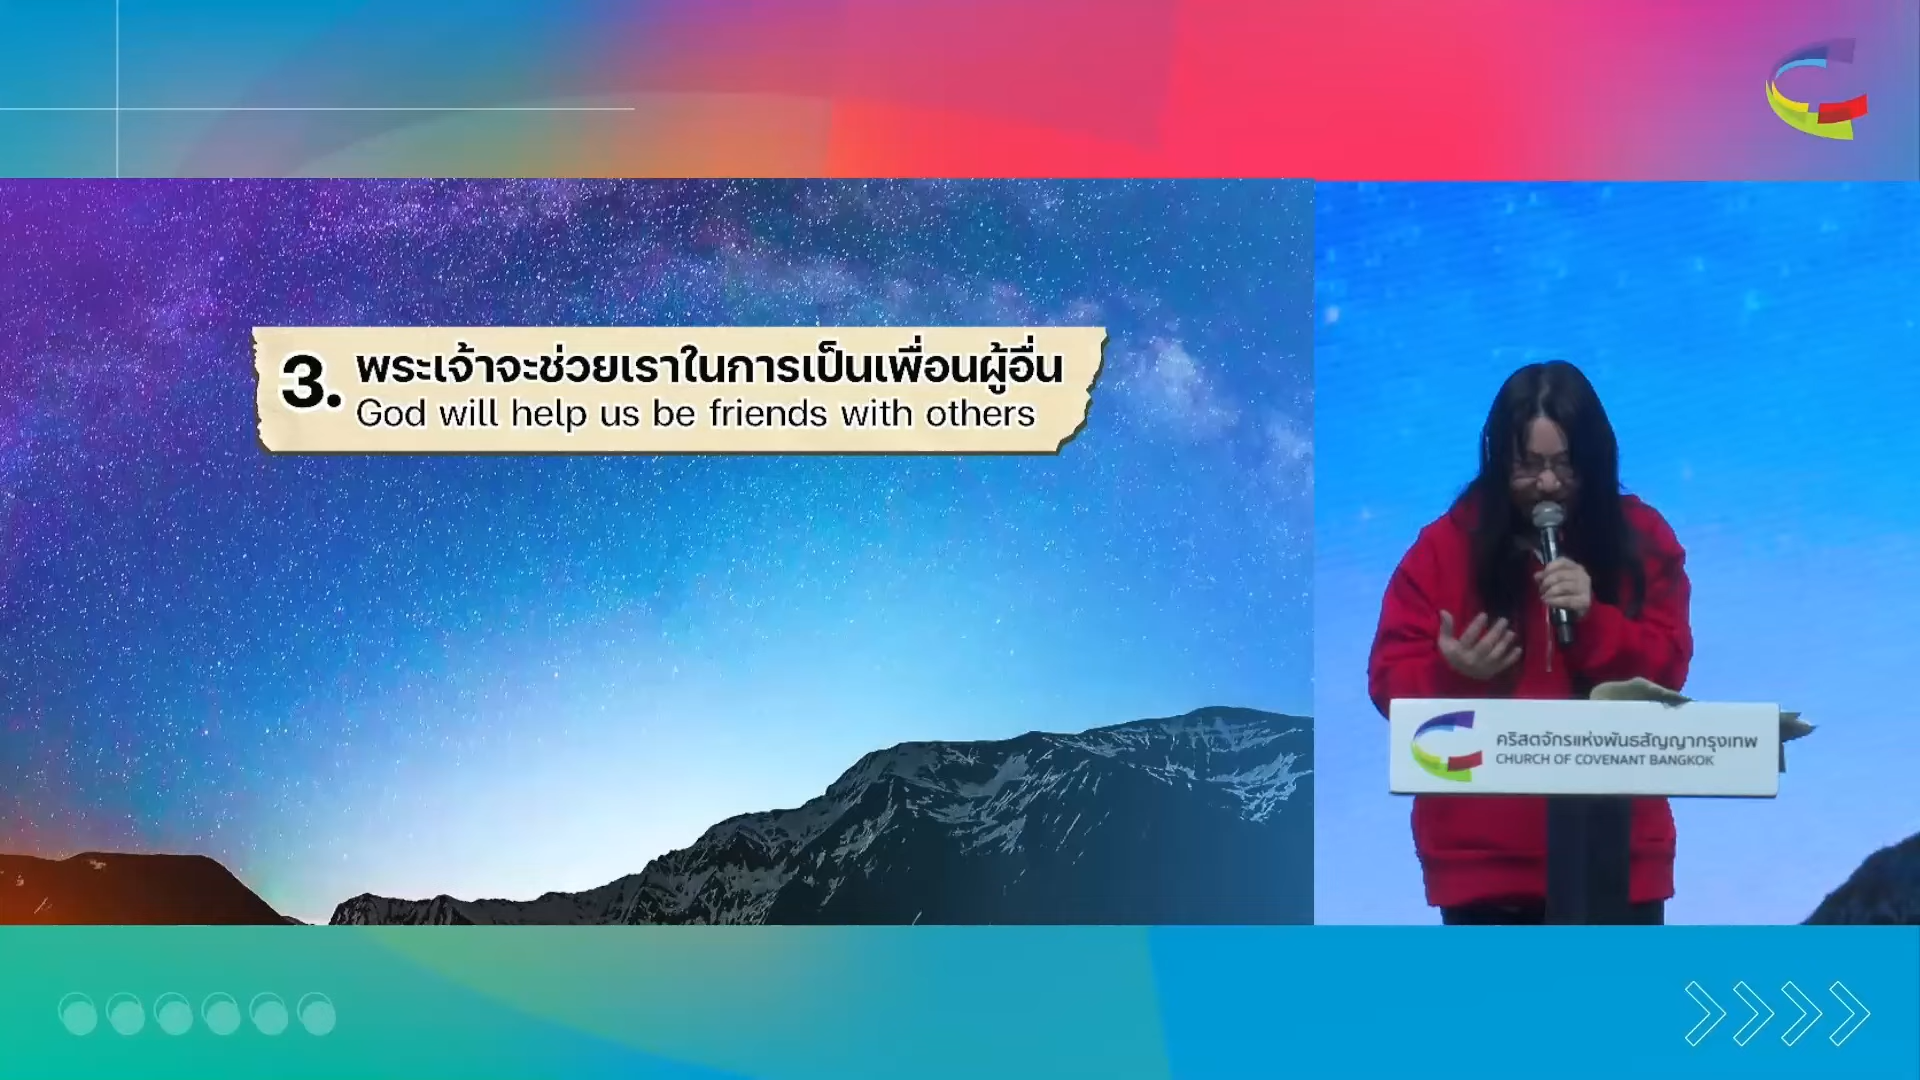 3. พระเจ้าจะช่วยเราในการเป็นเพื่อนผู้อื่น
God will help us be friends with others
คริสตจักรแห่งพันธสัญญากรุงเทพ
CHURCH OF COVENANT BANGKOK